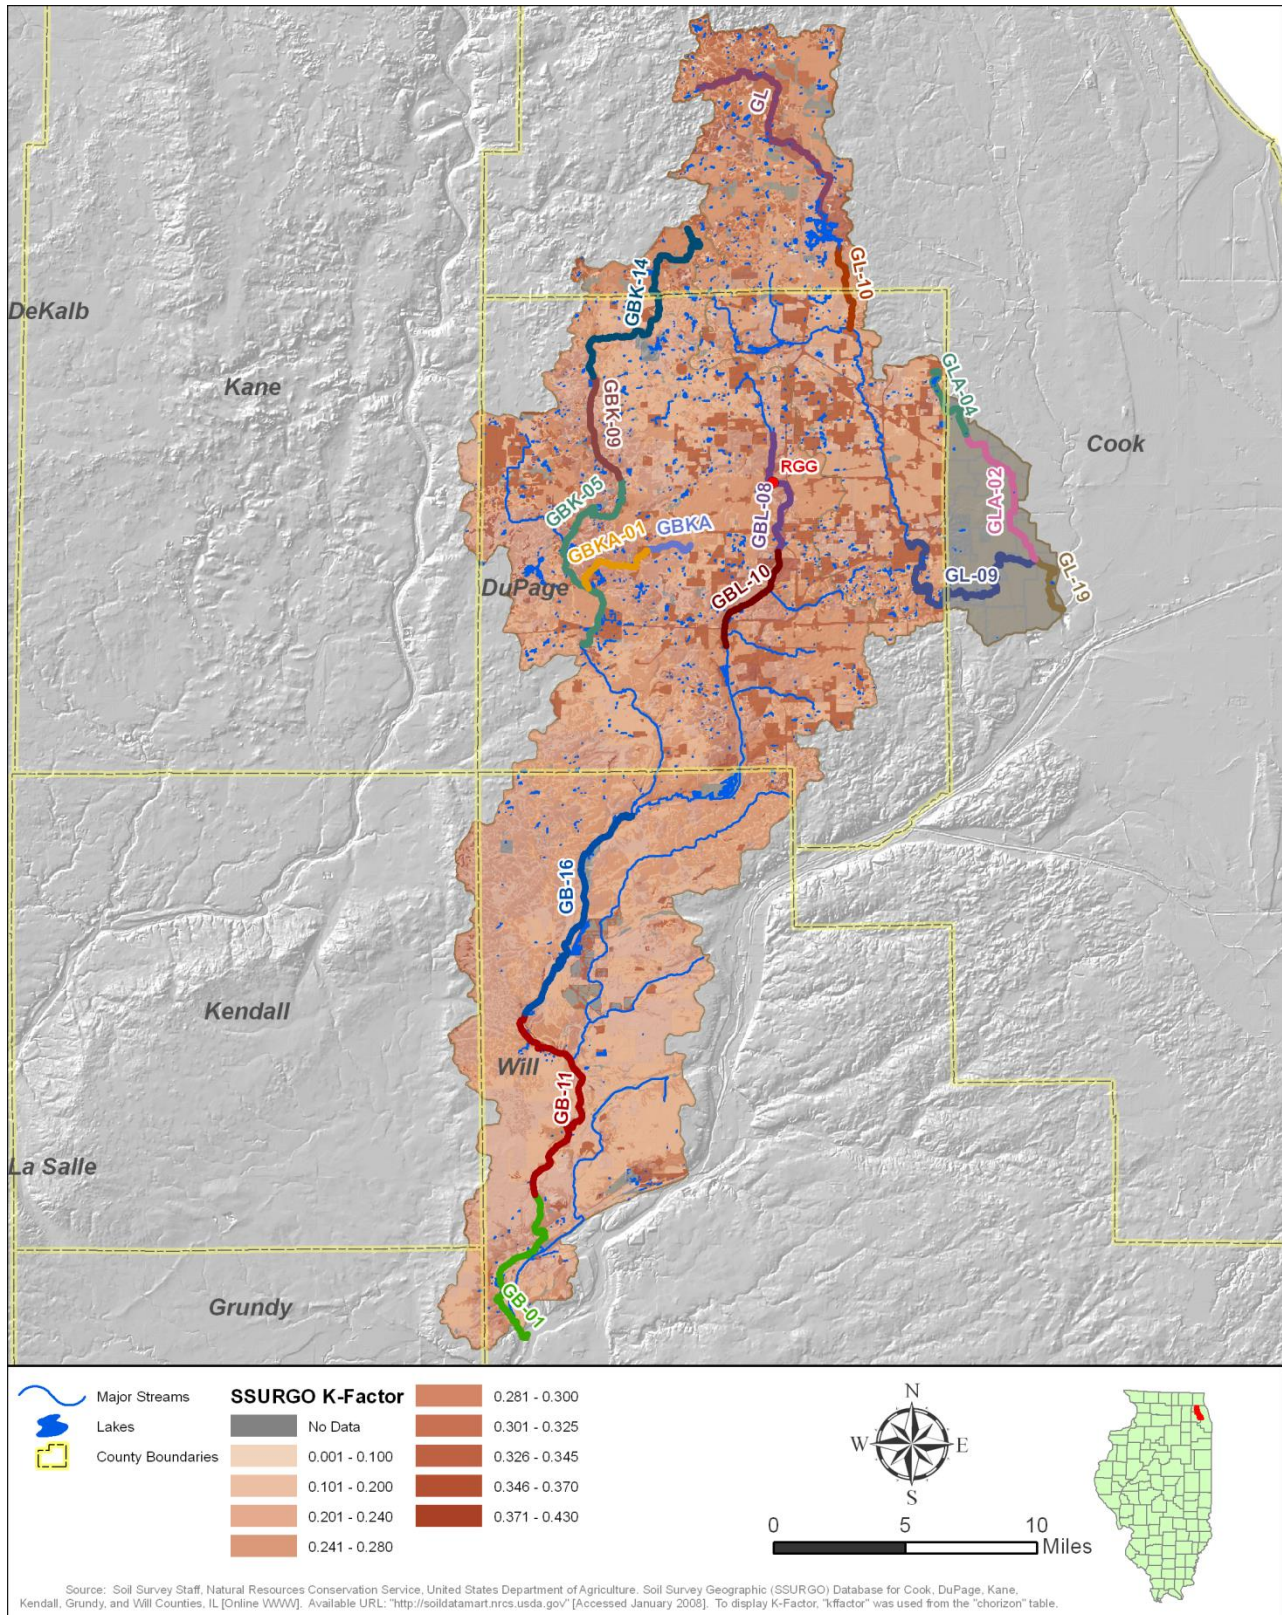 GL
GBK-14
GL-10
DeKalb
GLA-04
Kane
GBK-09
Cook
RGG
GLA-02
GBK-05
GBL-08
GBKA-01
GBKA
GL-09
GL-19
DuPage
GBL-10
GB-16
Kendall
Will
GB-11
La Salle
Grundy
GB-01
Major Streams
Lakes
County Boundaries
SSURGO K-Factor
No Data
0.001 - 0.100
0.101 - 0.200
0.201 - 0.240
0.241 - 0.280
0.281 - 0.300
0.301 - 0.325
0.326 - 0.345
0.346 - 0.370
0.371 - 0.430
N
W
E
S
0
5
10
Miles
Source: Soil Survey Staff, Natural Resources Conservation Service, United States Department of Agriculture. Soil Survey Geographic (SSURGO) Database for Cook, DuPage, Kane,
Kendall, Grundy, and Will Counties, IL [Online WWW]. Available URL: "http://soildatamart.nrcs.usda.gov" [Accessed January 2008]. To display K-Factor, "kffactor" was used from the "chorizon" table.